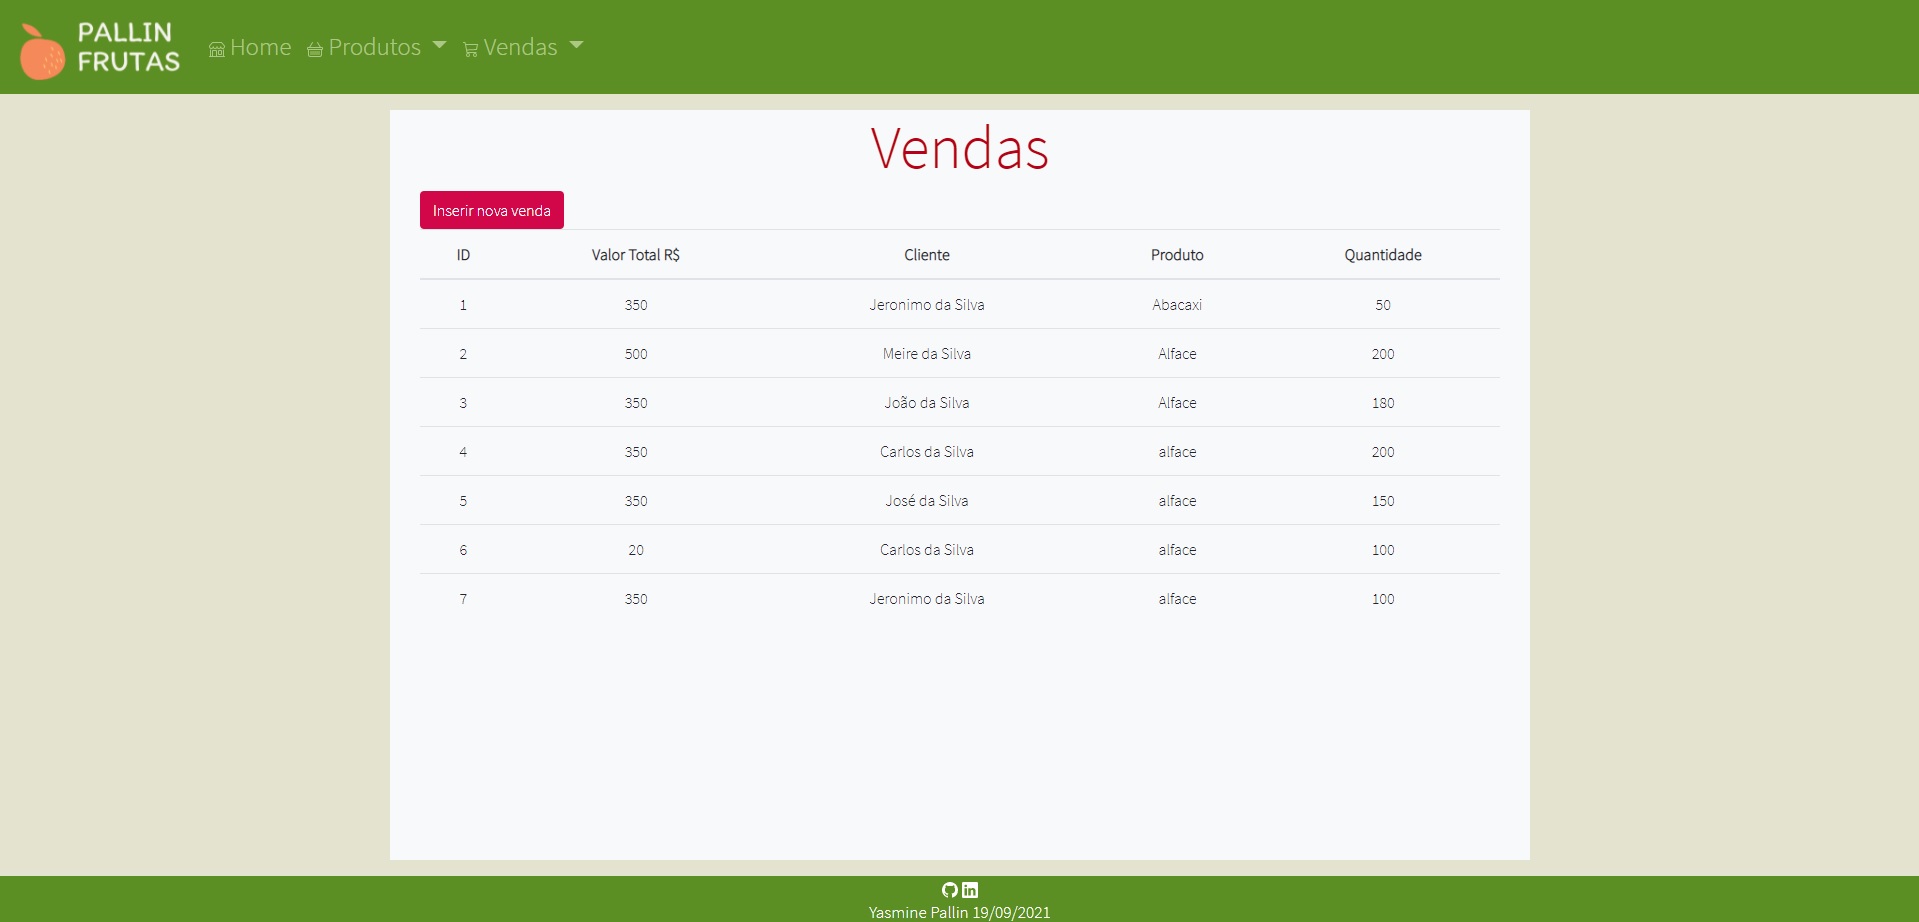 PALLIN
FRUTAS
Home Produtos Vendas
Vendas
Inserir nova venda
ID Valor Total R$ Cliente Produto Quantidade
1 350 Jeronimo da Silva Abacaxi 50
2 500 Meire da Silva Alface 200
3 350 João da Silva Alface 180
4 350 Carlos da Silva alface 200
5 350 José da Silva alface 150
6 20 Carlos da Silva alface 100
7 350 Jeronimo da Silva alface 100
in
Yasmine Pallin 19/09/2021